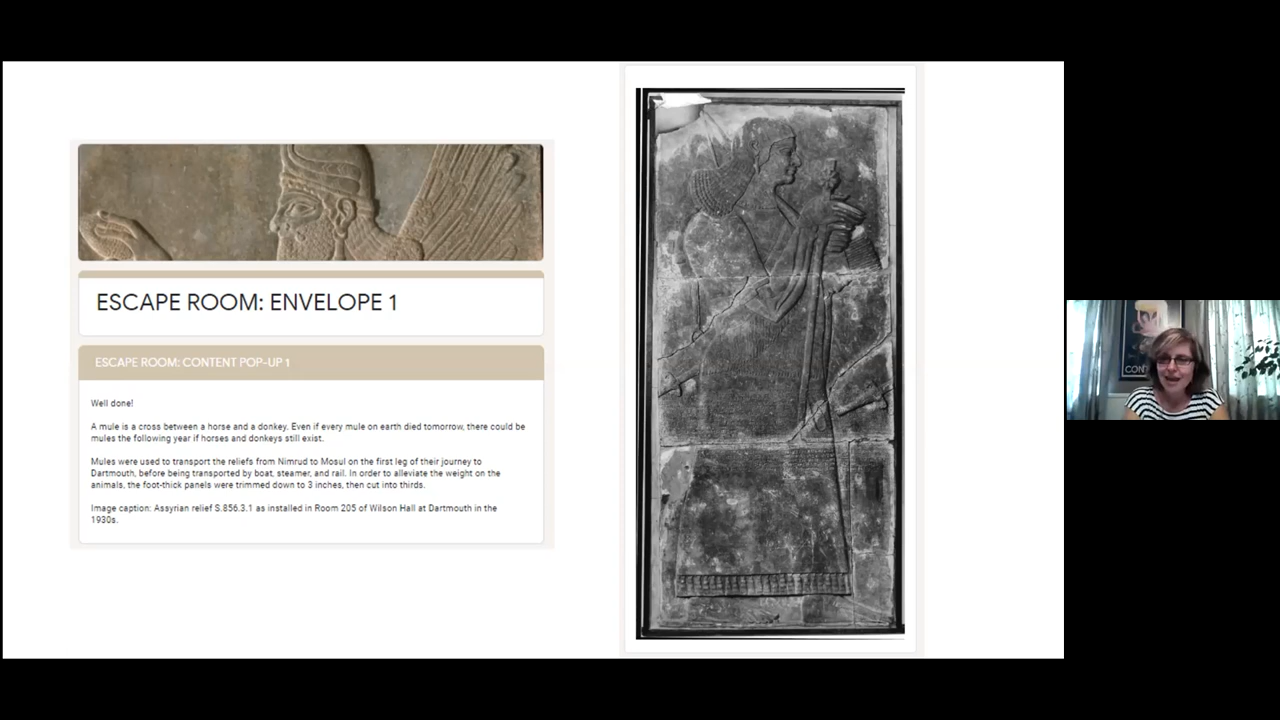 ESCAPE ROOM: ENVELOPE 1
ESCAPE ROOM: CONTENT POP-UP 1
Well done!
A mule is a cross between a horse and a donkey. Even if every mule on earth died tomorrow, there could be
mules the following year if horses and donkeys still exist.
Mules were used to transport the reliefs from Nimrud to Mosul on the first leg of their journey to
Dartmouth, before being transported by boat, steamer, and rail. In order to alleviate the weight on the
animals, the foot-thick panels were trimmed down to 3 inches, then cut into thirds.
Image caption: Assyrian relief S.856.3.1 as installed in Room 205 of Wilson Hall at Dartmouth in the
1930s.
CON